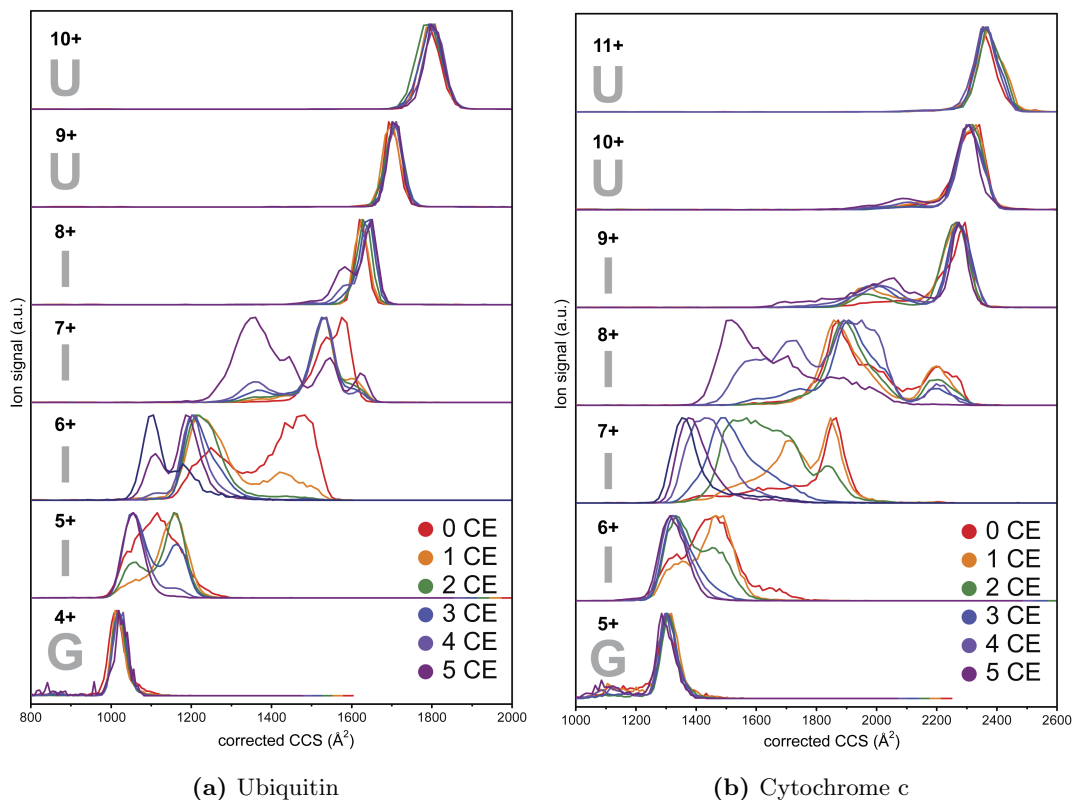 10+
U
9+
U
8+
I
7+
I
6+
I
5+
I
4+
G
Ion signal (a.u.)
0 CE
1 CE
2 CE
3 CE
4 CE
5 CE
800 1000 1200 1400 1600 1800 2000
corrected CCS (Å²)
(a) Ubiquitin
11+
U
10+
U
9+
I
8+
I
7+
I
6+
I
5+
G
Ion signal (a.u.)
0 CE
1 CE
2 CE
3 CE
4 CE
5 CE
1000 1200 1400 1600 1800 2000 2200 2400 2600
corrected CCS (Å²)
(b) Cytochrome c